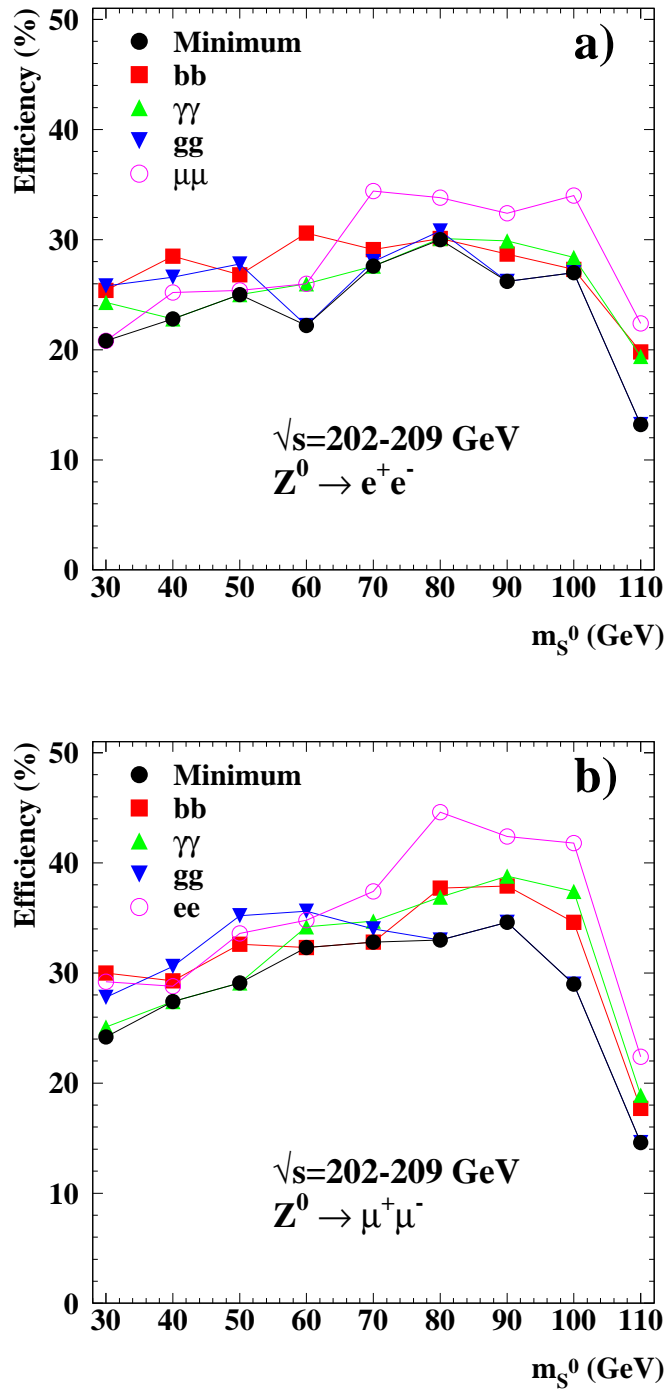 Efficiency (%)
50
40
30
20
10
0
a)
Minimum
bb
γγ
gg
μμ
√s=202-209 GeV
Z⁰ → e⁺e⁻
30 40 50 60 70 80 90 100 110
m_S⁰ (GeV)
Efficiency (%)
50
40
30
20
10
0
b)
Minimum
bb
γγ
gg
ee
√s=202-209 GeV
Z⁰ → μ⁺μ⁻
30 40 50 60 70 80 90 100 110
m_S⁰ (GeV)